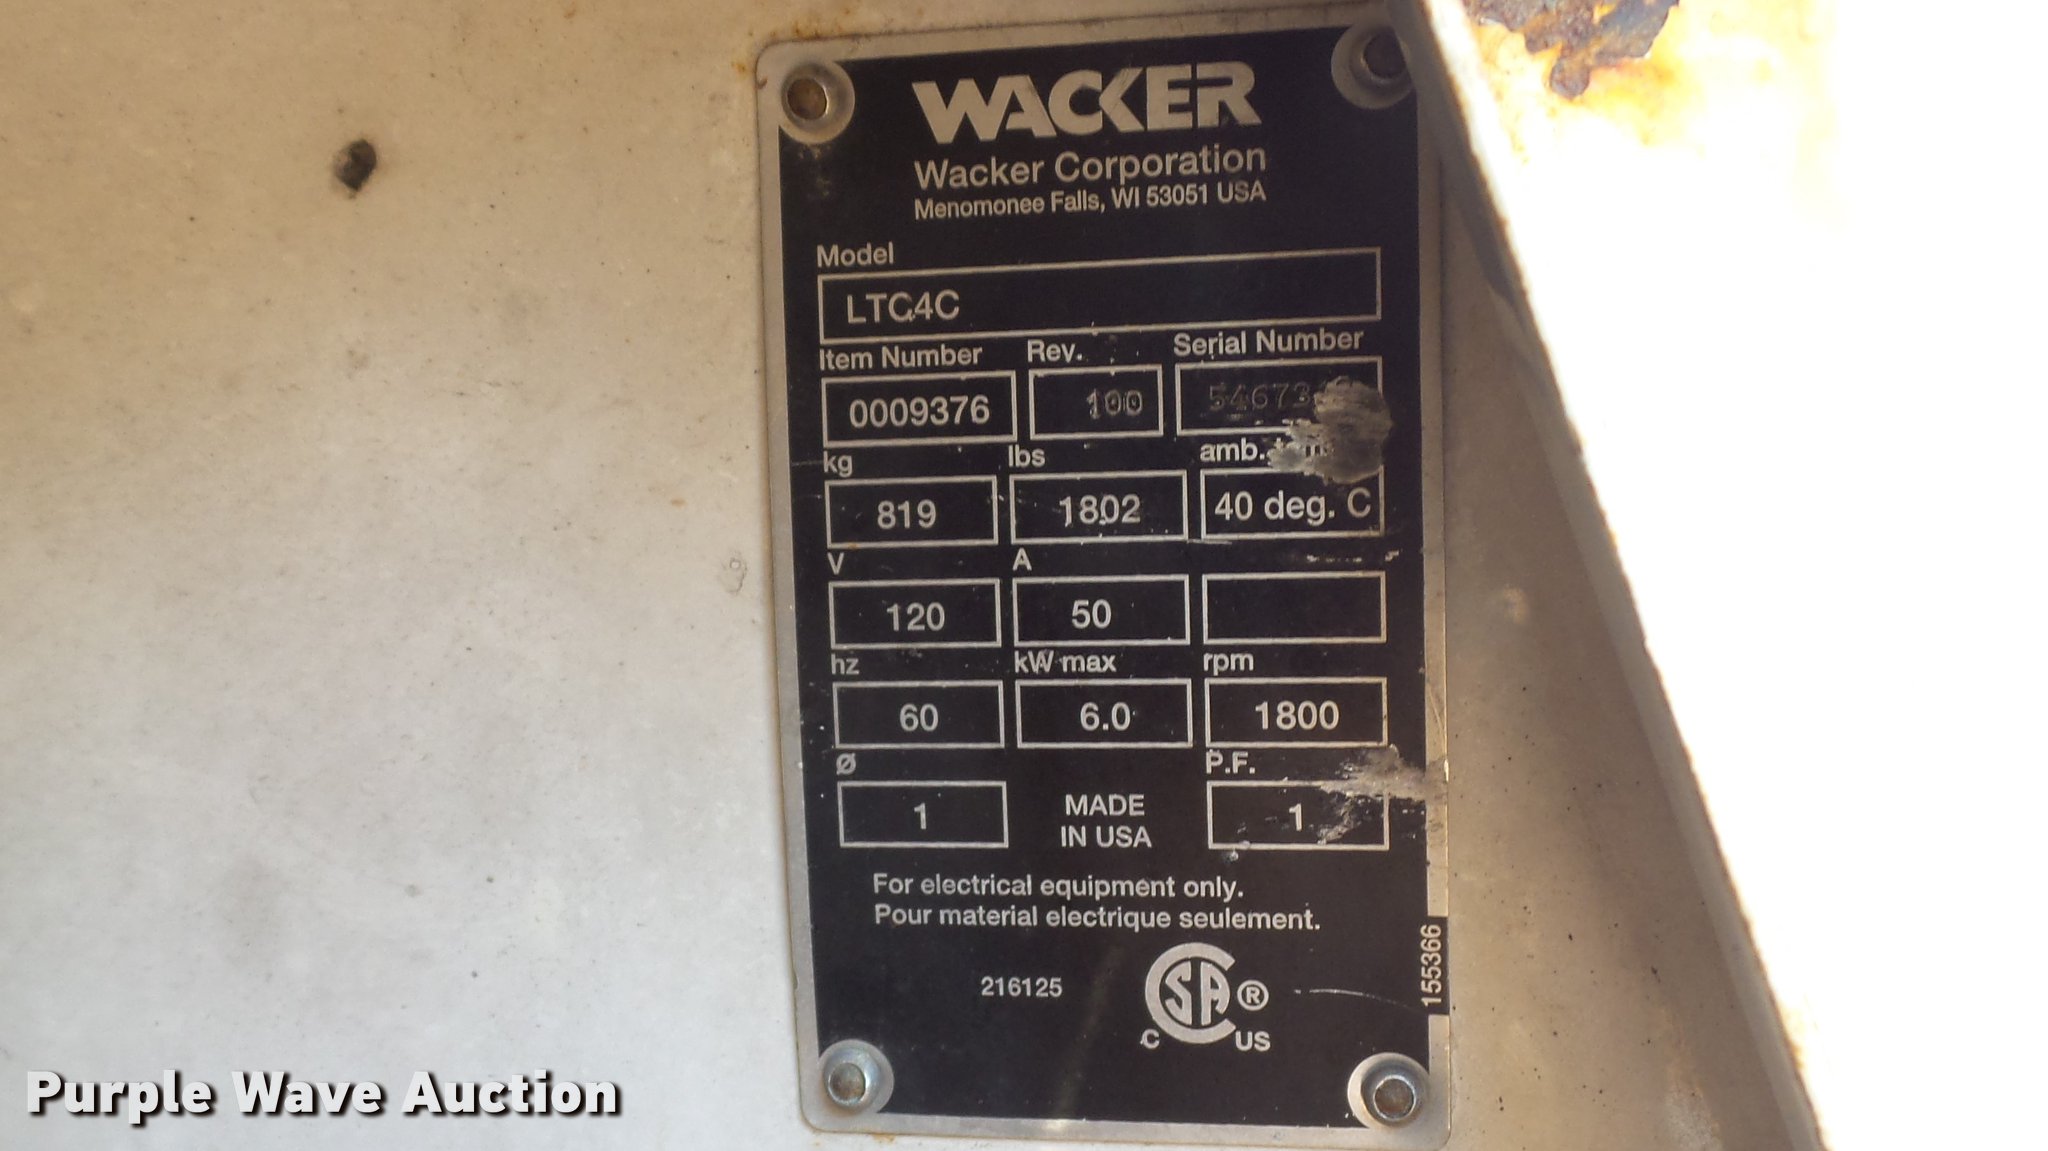 WACKER
Wacker Corporation
Menomonee Falls, WI 53051 USA
Model
LTC4C
Item Number Rev. Serial Number
0009376 100
kg lbs amb.
819 1802 40 deg. C
V A
120 50
hz kW max rpm
60 6.0 1800
Ø P.F.
1 MADE IN USA 1
For electrical equipment only.
Pour material electrique seulement.
216125 CSA ®
C US
155366
Purple Wave Auction